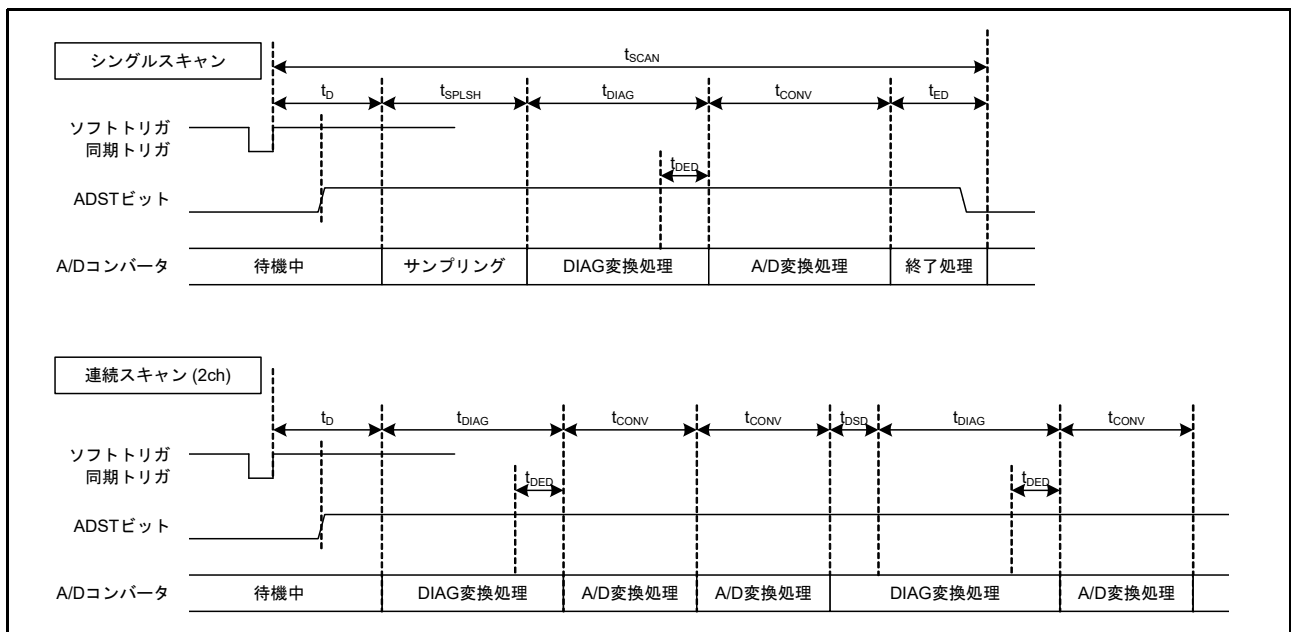 シングルスキャン
tSCAN
tD tSPLSH tDIAG tCONV tED
ソフトトリガ
同期トリガ
tDED
ADSTビット
A/Dコンバータ 待機中 サンプリング DIAG変換処理 A/D変換処理 終了処理
連続スキャン (2ch)
tD tDIAG tCONV tCONV tDSD tDIAG tCONV
ソフトトリガ
同期トリガ
tDED tDED
ADSTビット
A/Dコンバータ 待機中 DIAG変換処理 A/D変換処理 A/D変換処理 DIAG変換処理 A/D変換処理